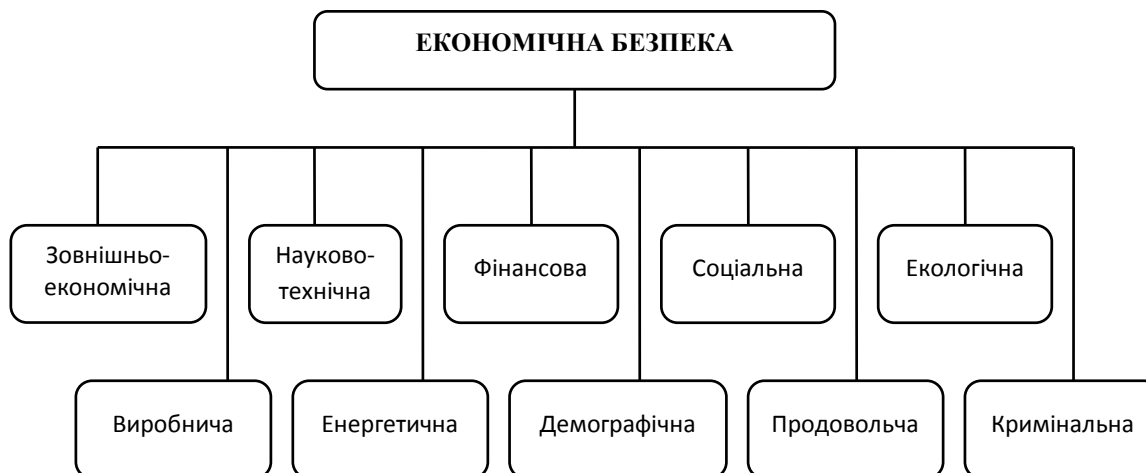 ЕКОНОМІЧНА БЕЗПЕКА
Зовнішньо-
економічна
Науково-
технічна
Фінансова
Соціальна
Екологічна
Виробнича
Енергетична
Демографічна
Продовольча
Кримінальна